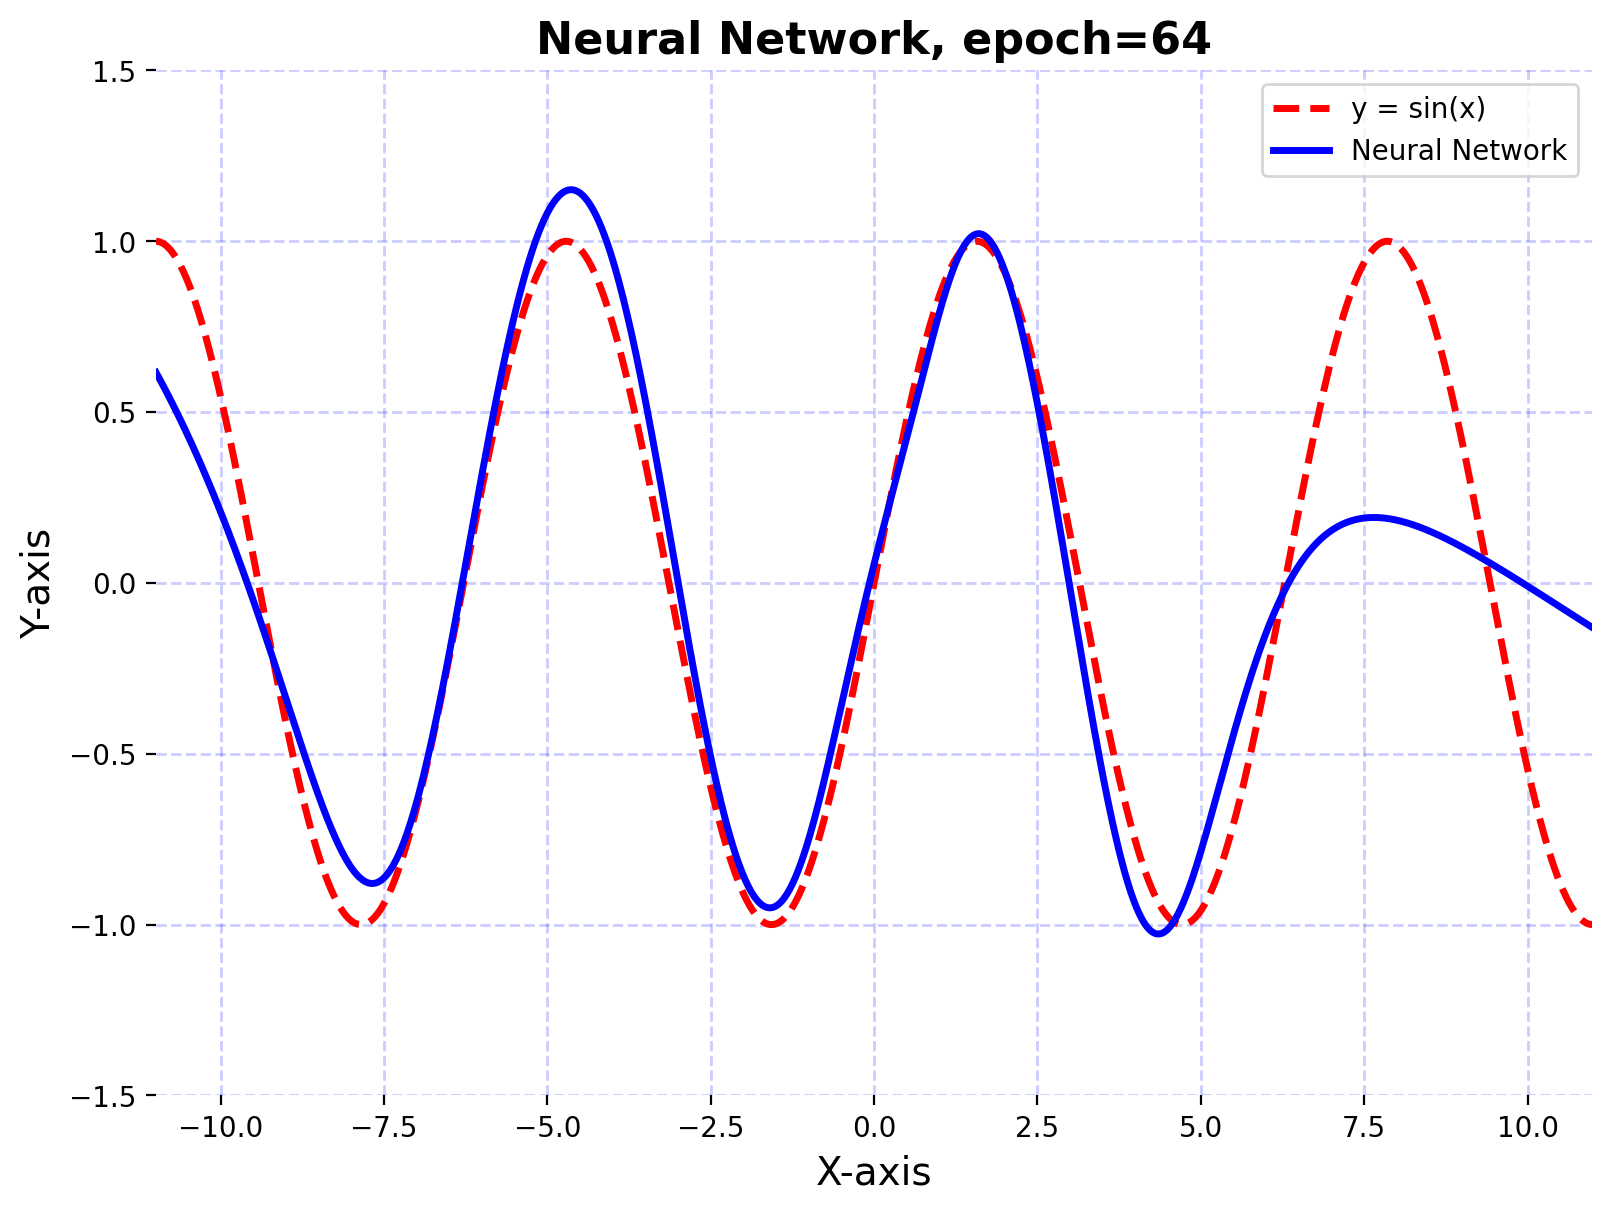 Neural Network, epoch=64
y = sin(x)
Neural Network
1.5
1.0
0.5
0.0
−0.5
−1.0
−1.5
Y-axis
−10.0 −7.5 −5.0 −2.5 0.0 2.5 5.0 7.5 10.0
X-axis